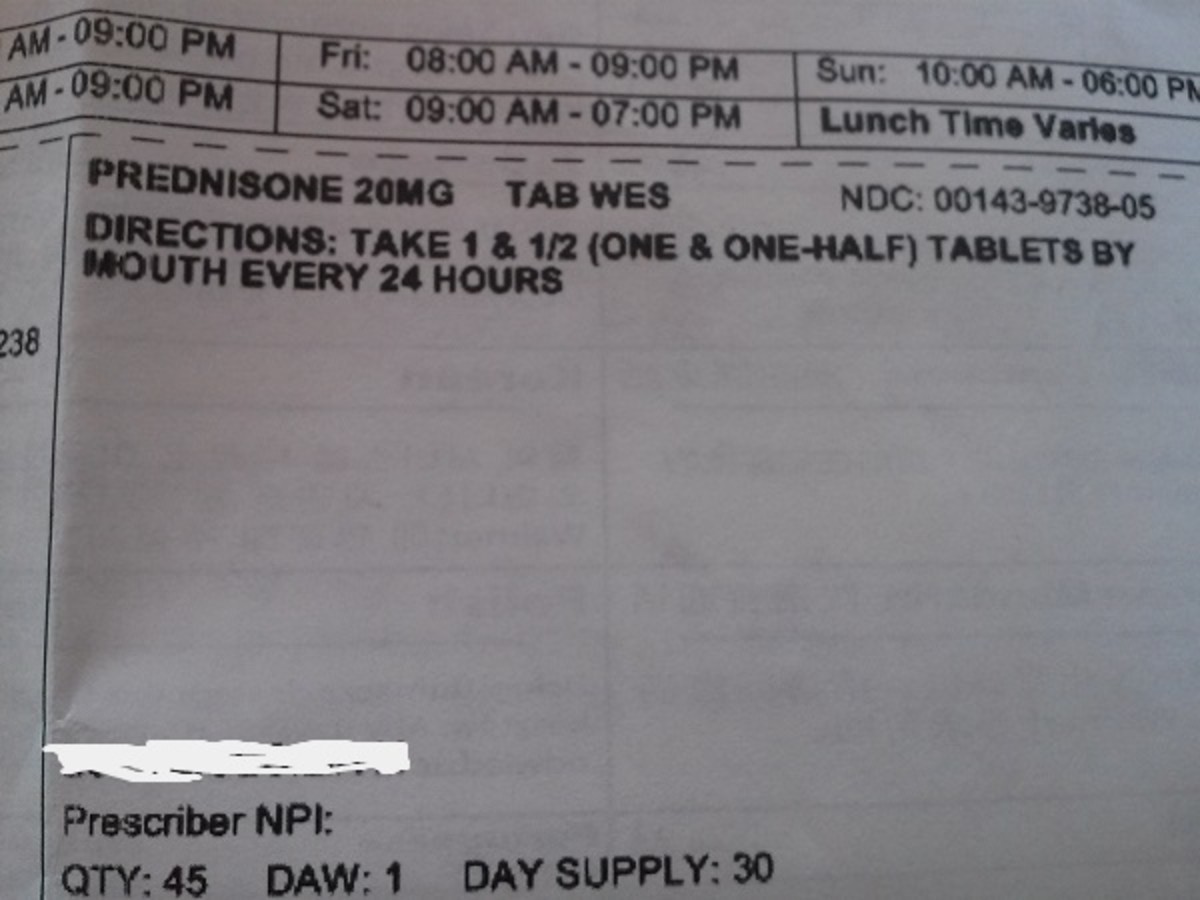 AM - 09:00 PM Fri: 08:00 AM - 09:00 PM Sun: 10:00 AM - 06:00 PM
AM - 09:00 PM Sat: 09:00 AM - 07:00 PM Lunch Time Varies
PREDNISONE 20MG TAB WES NDC: 00143-9738-05
DIRECTIONS: TAKE 1 & 1/2 (ONE & ONE-HALF) TABLETS BY
MOUTH EVERY 24 HOURS
238
Prescriber NPI:
QTY: 45 DAW: 1 DAY SUPPLY: 30